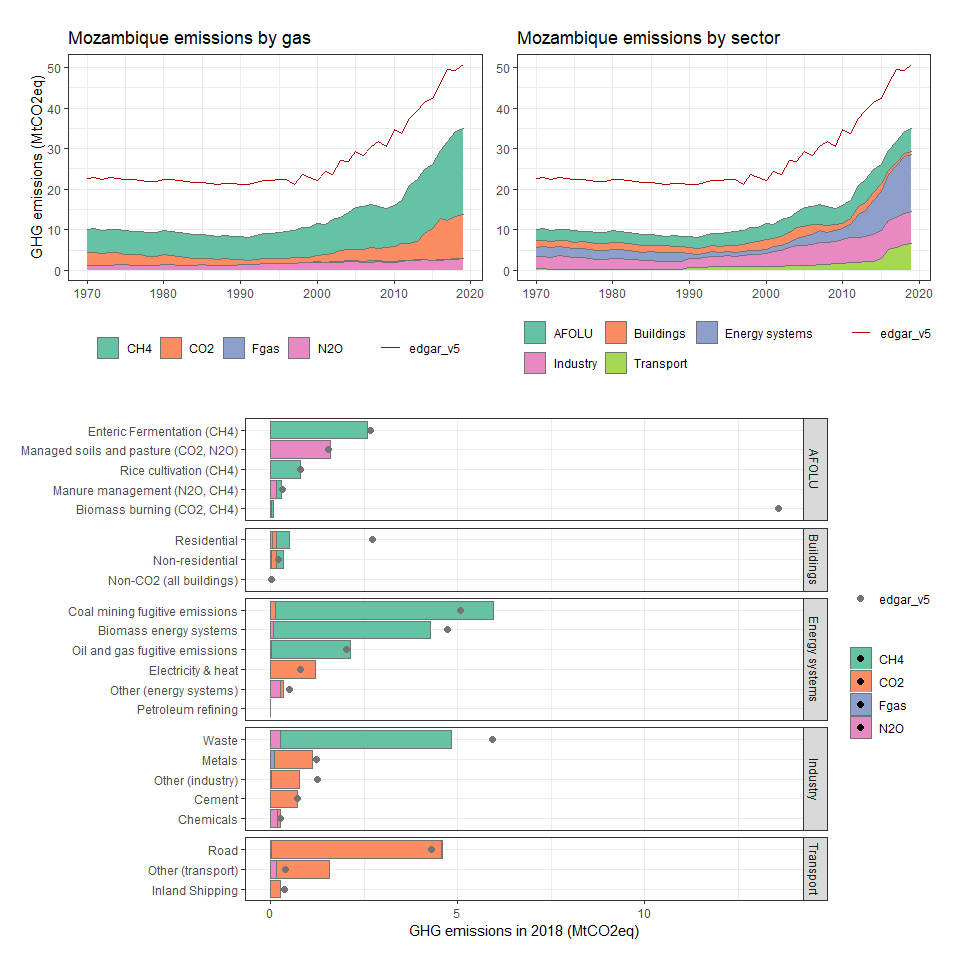 Mozambique emissions by gas
GHG emissions (MtCO2eq)
50
40
30
20
10
0
1970
1980
1990
2000
2010
2020
CH4
CO2
Fgas
N2O
edgar_v5
Mozambique emissions by sector
50
40
30
20
10
0
1970
1980
1990
2000
2010
2020
AFOLU
Buildings
Energy systems
edgar_v5
Industry
Transport
Enteric Fermentation (CH4)
Managed soils and pasture (CO2, N2O)
Rice cultivation (CH4)
Manure management (N2O, CH4)
Biomass burning (CO2, CH4)
AFOLU
Residential
Non-residential
Non-CO2 (all buildings)
Buildings
Coal mining fugitive emissions
Biomass energy systems
Oil and gas fugitive emissions
Electricity & heat
Other (energy systems)
Petroleum refining
Energy systems
Waste
Metals
Other (industry)
Cement
Chemicals
Industry
Road
Other (transport)
Inland Shipping
Transport
0
5
10
GHG emissions in 2018 (MtCO2eq)
edgar_v5
CH4
CO2
Fgas
N2O